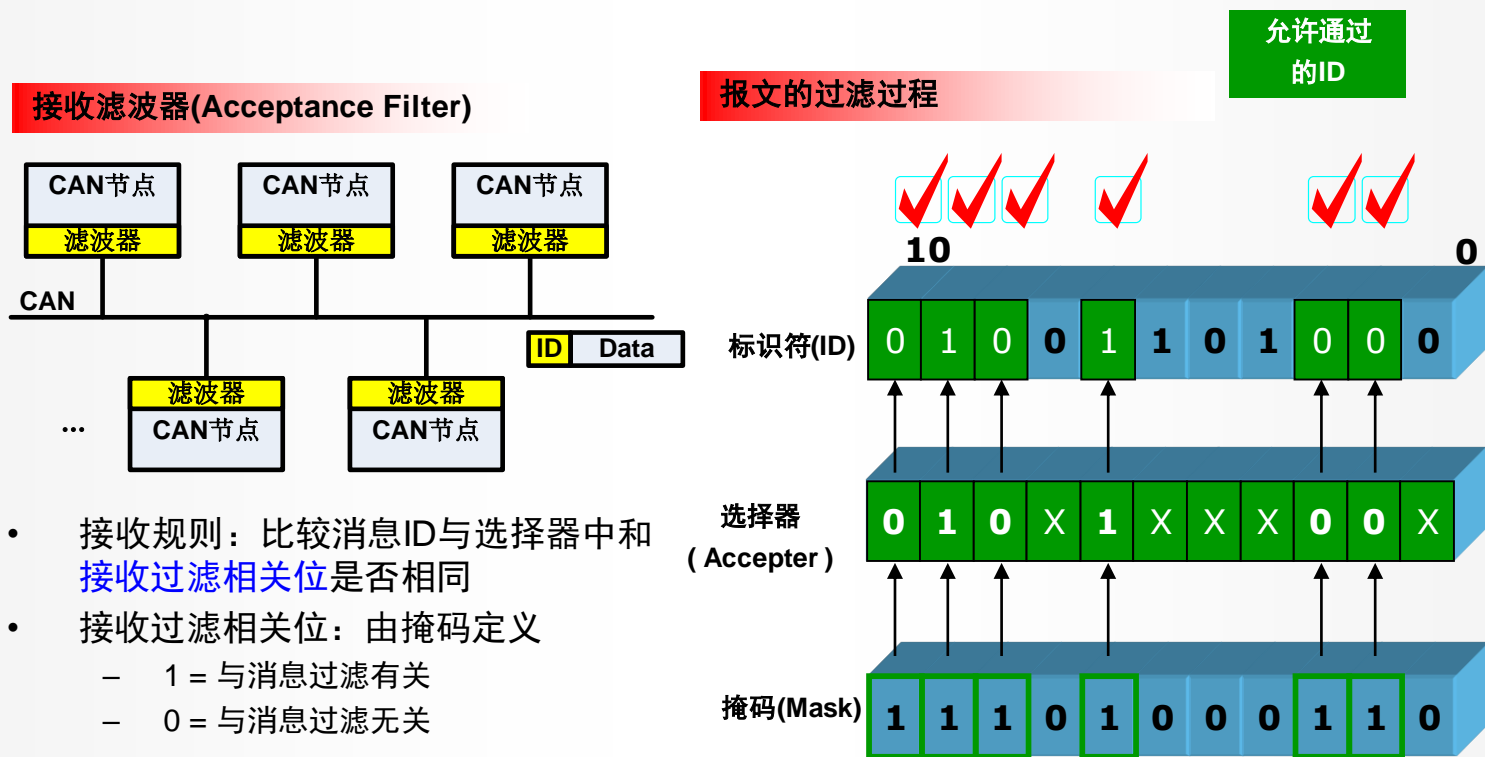 接收滤波器(Acceptance Filter)
CAN节点
滤波器
CAN节点
滤波器
CAN节点
滤波器
CAN
ID Data
...
滤波器
CAN节点
滤波器
CAN节点
• 接收规则：比较消息ID与选择器中和
接收过滤相关位是否相同
• 接收过滤相关位：由掩码定义
– 1 = 与消息过滤有关
– 0 = 与消息过滤无关
允许通过
的ID
报文的过滤过程
10 0
标识符(ID) 0 1 0 0 1 1 0 1 0 0 0
选择器
( Accepter )
0 1 0 X 1 X X X 0 0 X
掩码(Mask) 1 1 1 0 1 0 0 0 1 1 0